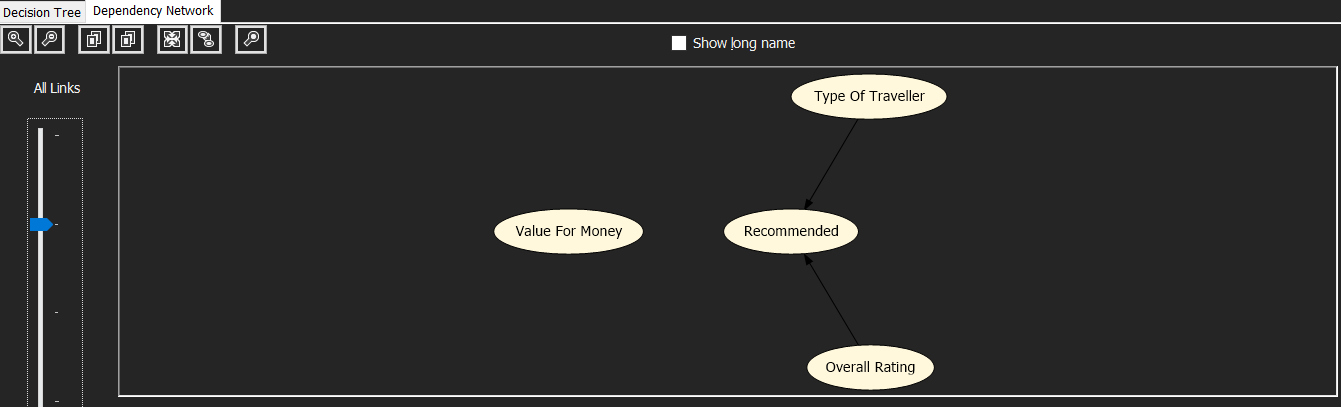 Decision Tree
Dependency Network
Show long name
All Links
Type Of Traveller
Value For Money
Recommended
Overall Rating